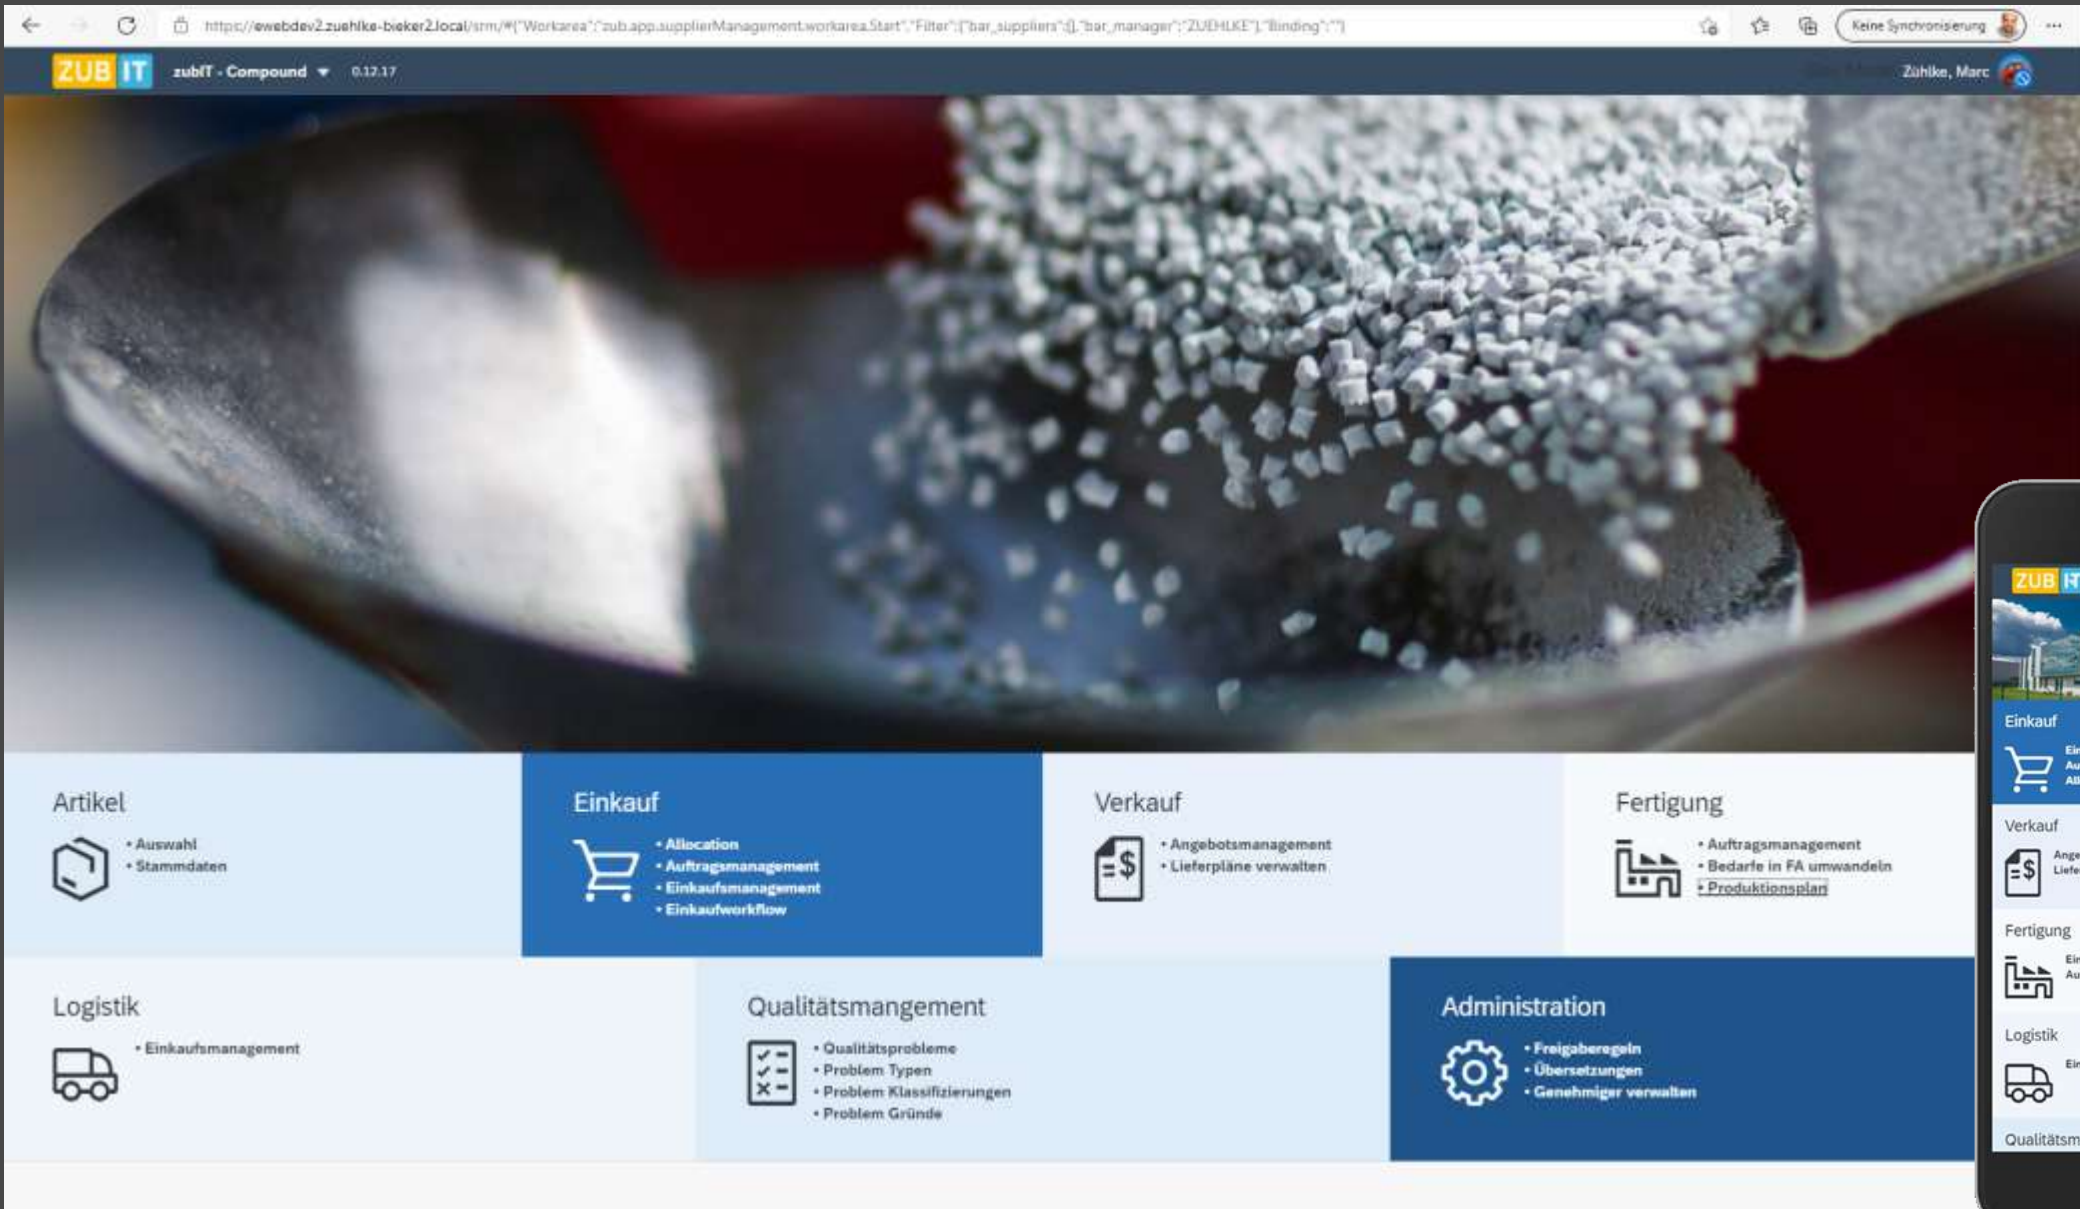 https://ewebdev2.zuehlke-bieker2.local/srm/#{"Workarea":"zub.app.supplierManagement.workarea.Start","Filter":{"bar_suppliers":{},"bar_manager":"ZUEHLKE"},"Binding":""}
Keine Synchronisierung
ZUB IT
zubIT - Compound
0.12.17
Zühlke, Marc
Artikel
• Auswahl
• Stammdaten
Einkauf
• Allocation
• Auftragsmanagement
• Einkaufsmanagement
• Einkaufworkflow
Verkauf
• Angebotsmanagement
• Lieferpläne verwalten
Fertigung
• Auftragsmanagement
• Bedarfe in FA umwandeln
• Produktionsplan
Logistik
• Einkaufsmanagement
Qualitätsmangement
• Qualitätsprobleme
• Problem Typen
• Problem Klassifizierungen
• Problem Gründe
Administration
• Freigaberegeln
• Übersetzungen
• Genehmiger verwalten
ZUB IT
Einkauf
Verkauf
Fertigung
Logistik